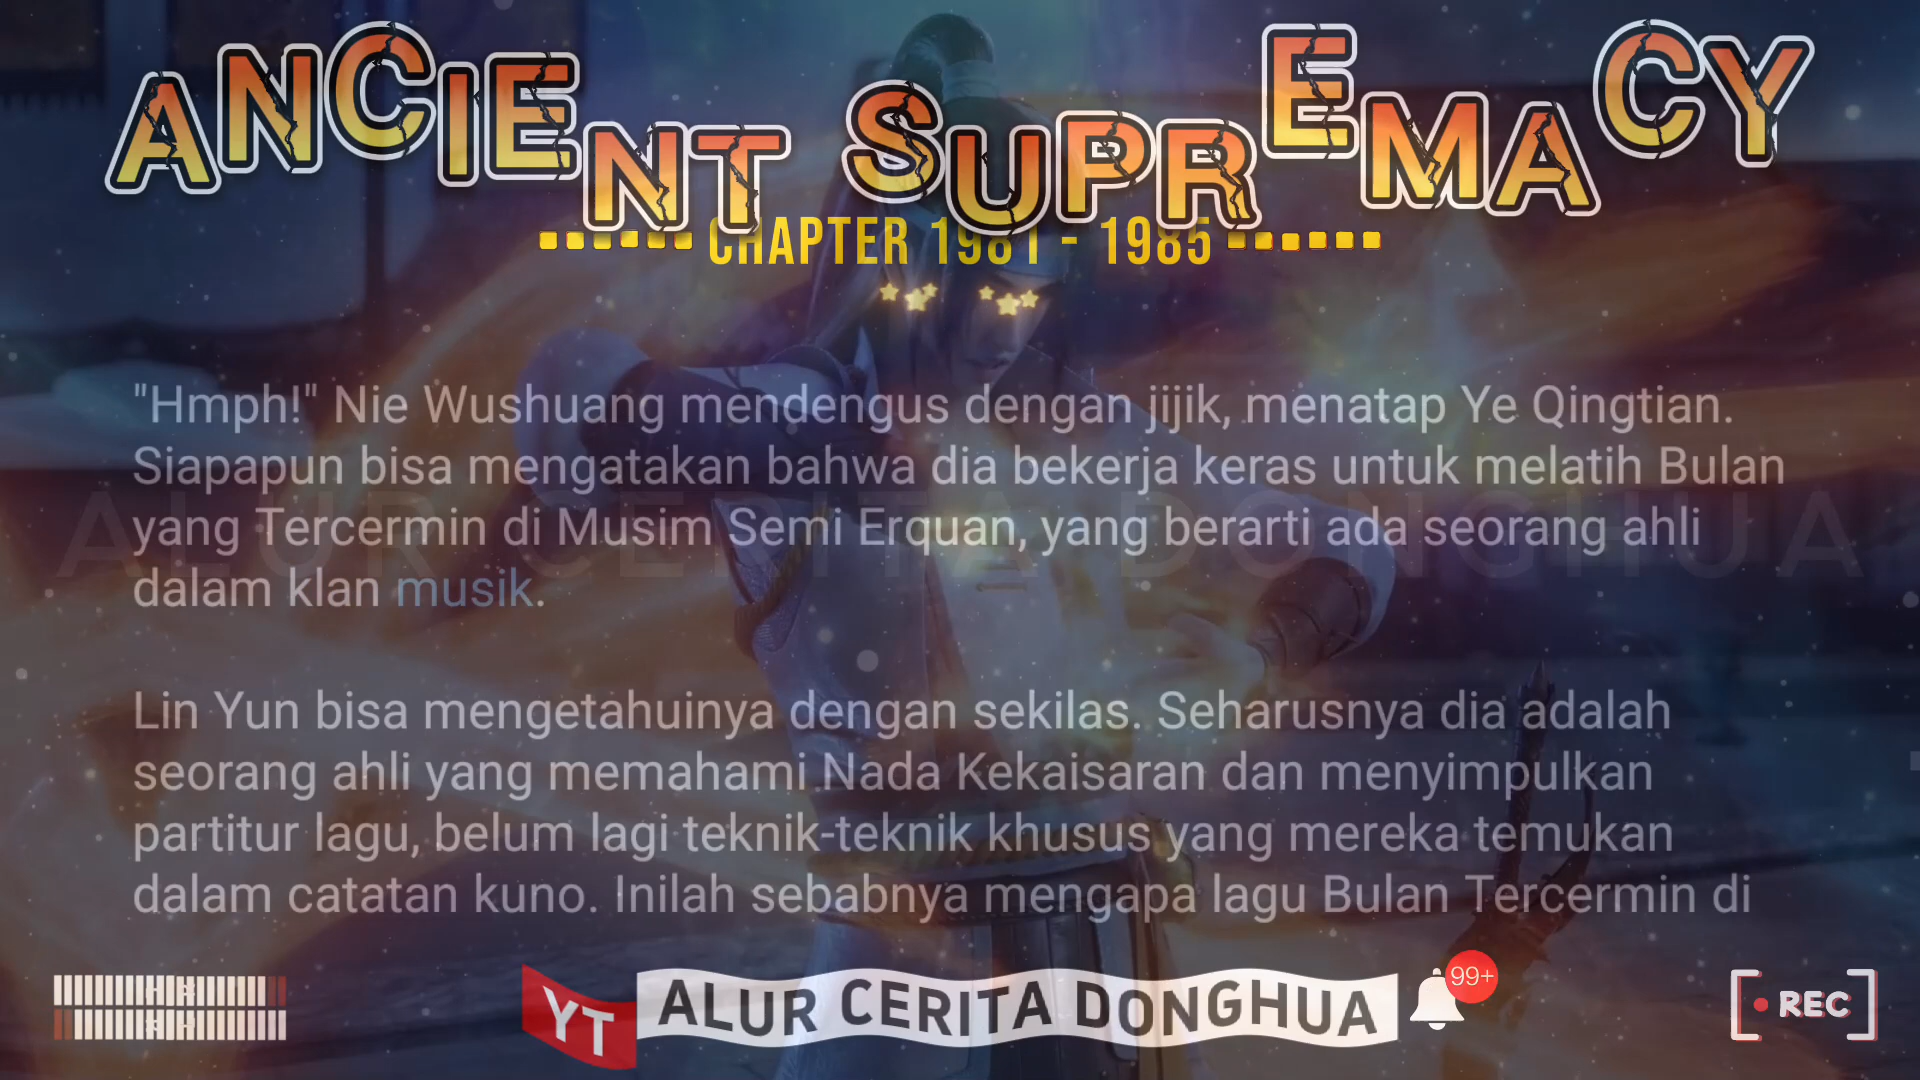 ANCIENT SUPREMACY
CHAPTER 1981 - 1985
"Hmph!" Nie Wushuang mendengus dengan jijik, menatap Ye Qingtian.
Siapapun bisa mengatakan bahwa dia bekerja keras untuk melatih Bulan
yang Tercermin di Musim Semi Erquan, yang berarti ada seorang ahli
dalam klan musik.
ALUR CERITA DONGHUA
Lin Yun bisa mengetahuinya dengan sekilas. Seharusnya dia adalah
seorang ahli yang memahami Nada Kekaisaran dan menyimpulkan
partitur lagu, belum lagi teknik-teknik khusus yang mereka temukan
dalam catatan kuno. Inilah sebabnya mengapa lagu Bulan Tercermin di
YT ALUR CERITA DONGHUA 99+
REC